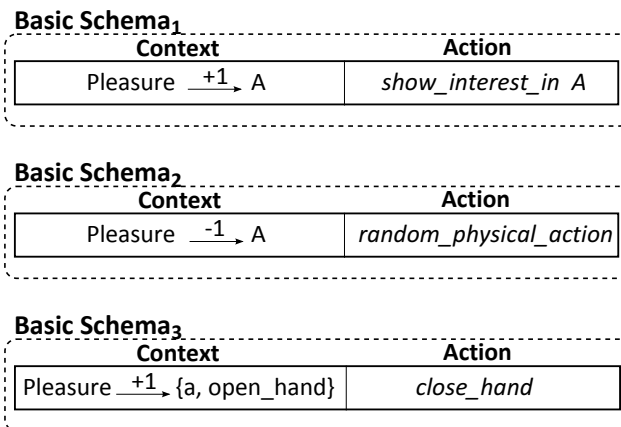 Basic Schema₁
Context Action
Pleasure +1 A show_interest_in A
Basic Schema₂
Context Action
Pleasure -1 A random_physical_action
Basic Schema₃
Context Action
Pleasure +1 {a, open_hand} close_hand